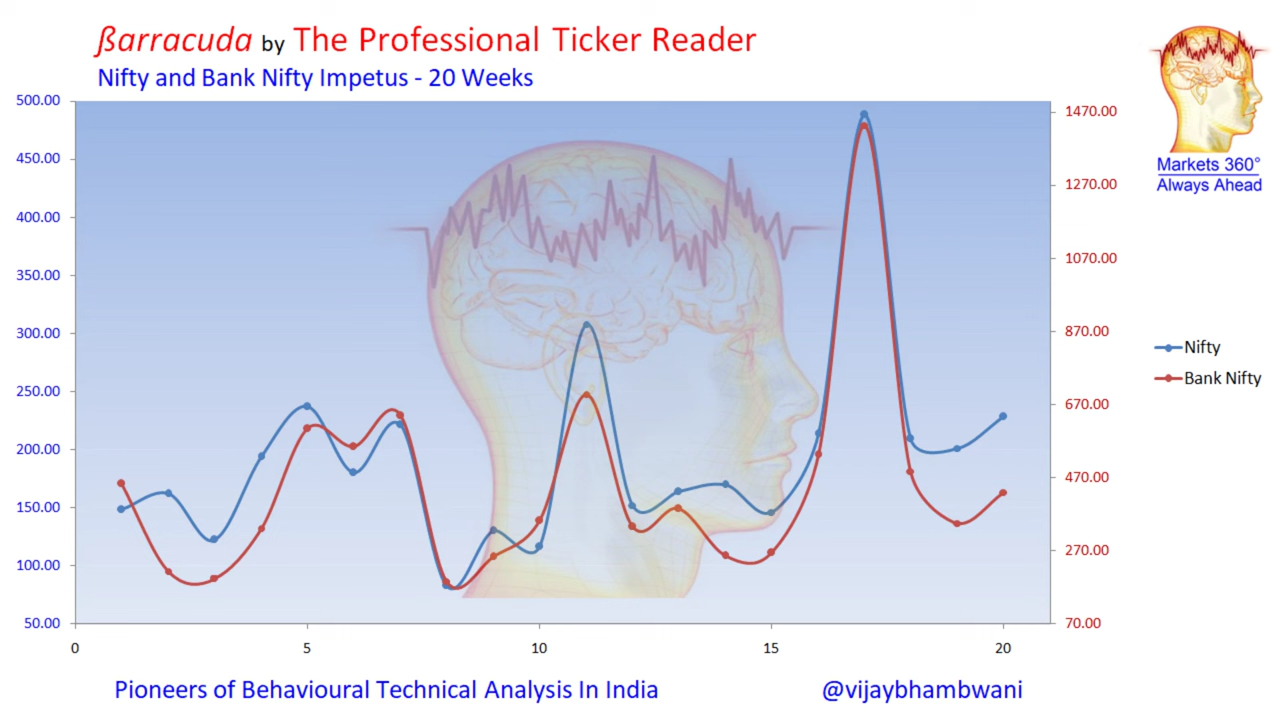 ßarracuda by The Professional Ticker Reader
Nifty and Bank Nifty Impetus - 20 Weeks
Markets 360°
Always Ahead
500.00
450.00
400.00
350.00
300.00
250.00
200.00
150.00
100.00
50.00
1470.00
1270.00
1070.00
870.00
670.00
470.00
270.00
70.00
Nifty
Bank Nifty
0 5 10 15 20
Pioneers of Behavioural Technical Analysis In India @vijaybhambwani